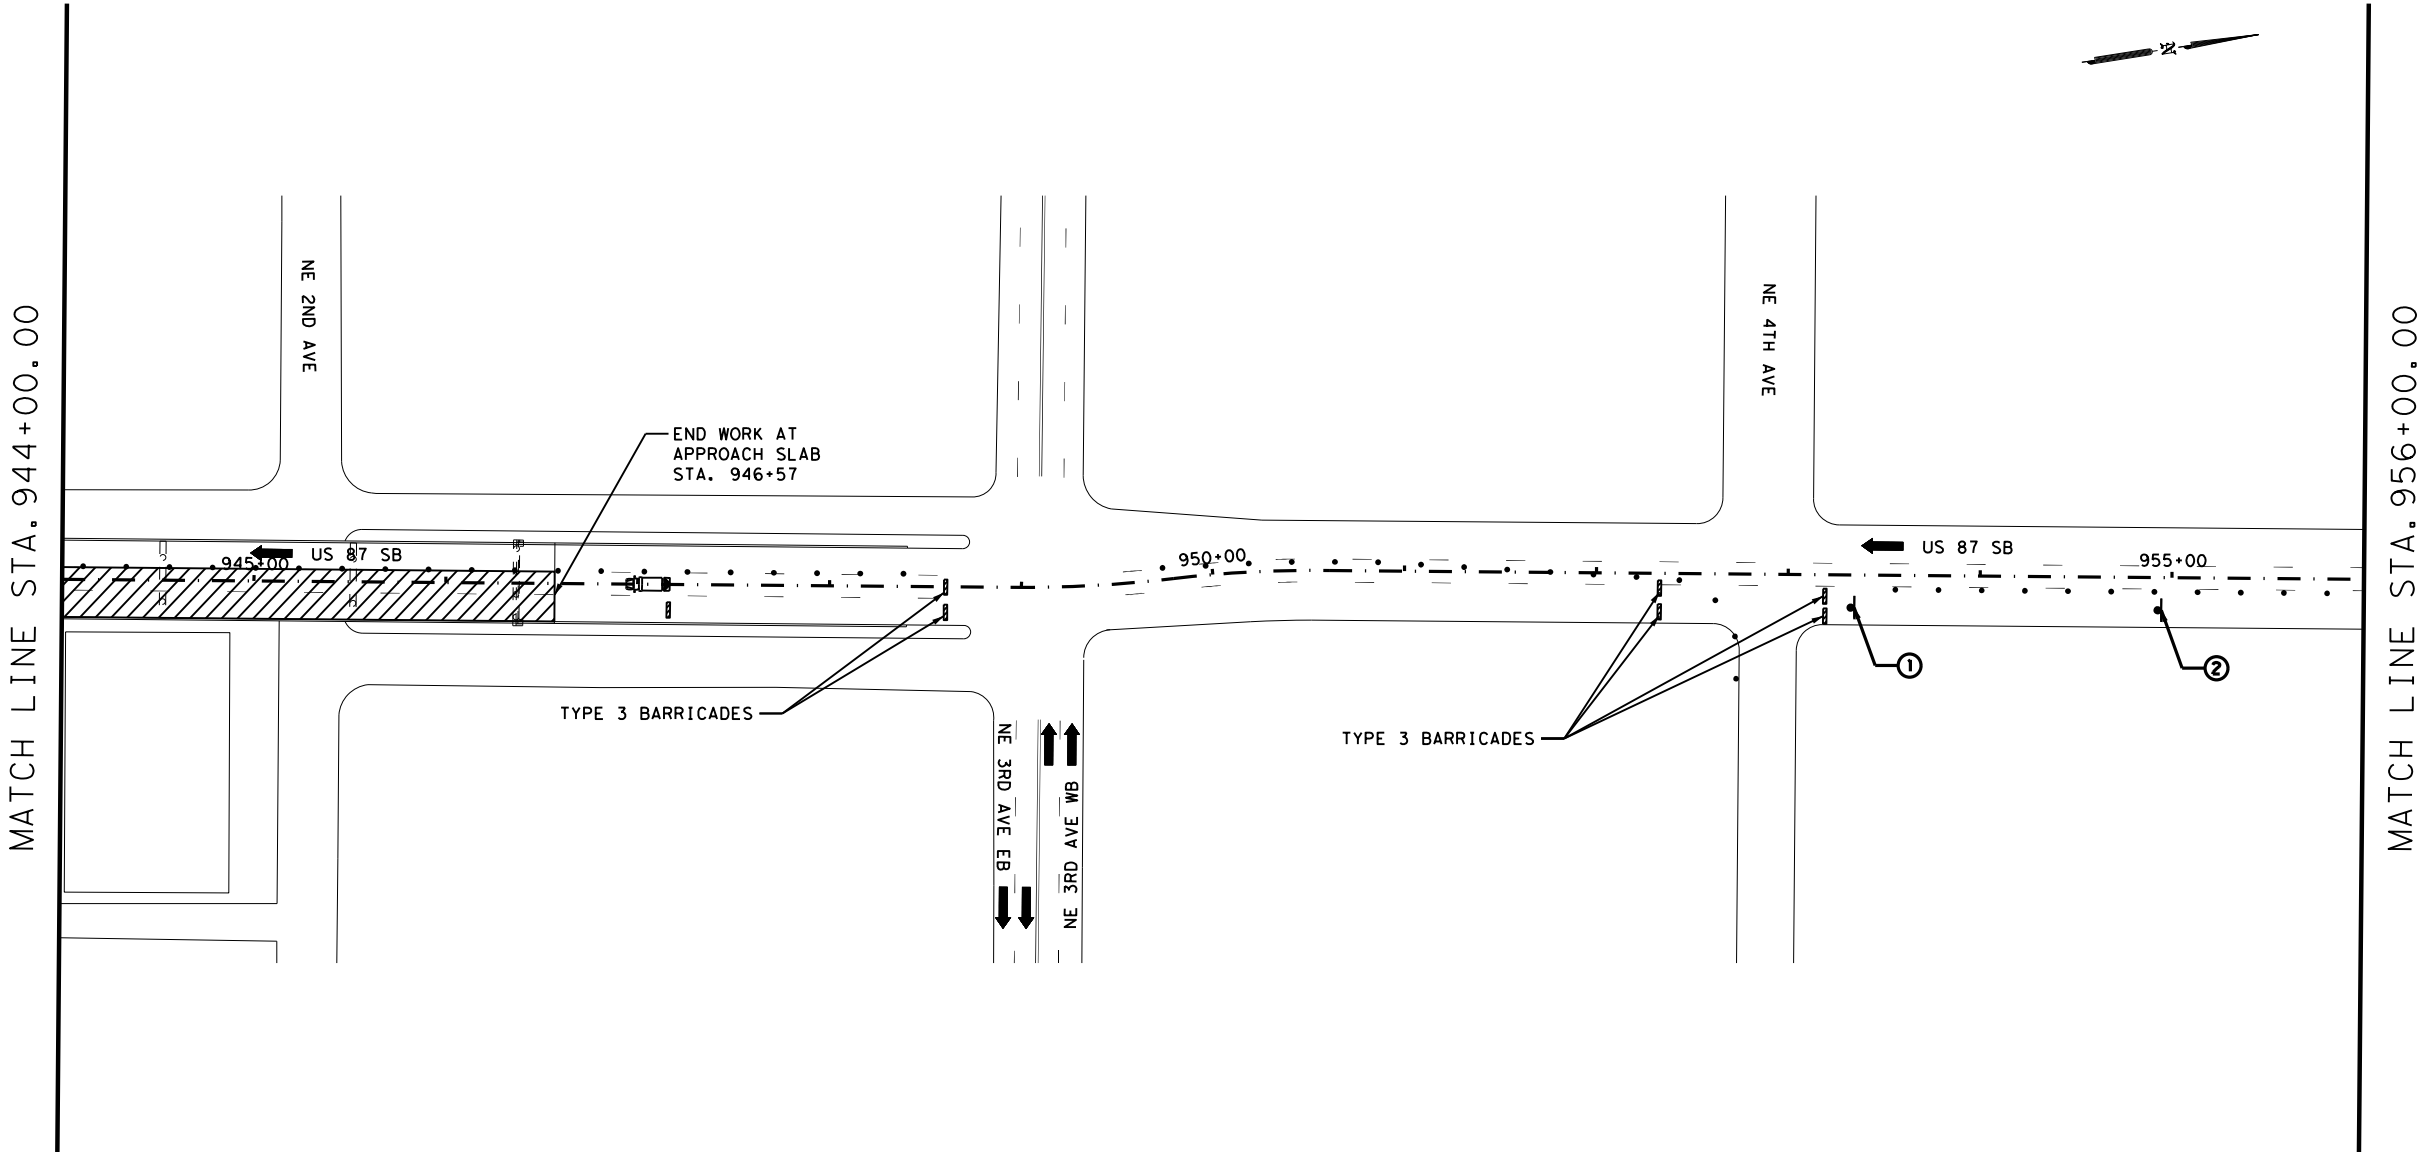 MATCH LINE STA. 944+00.00
N
NE 2ND AVE
NE 4TH AVE
END WORK AT
APPROACH SLAB
STA. 946+57
US 87 SB
945+00
950+00
US 87 SB
955+00
1
2
TYPE 3 BARRICADES
TYPE 3 BARRICADES
NE 3RD AVE EB
NE 3RD AVE WB
MATCH LINE STA. 956+00.00